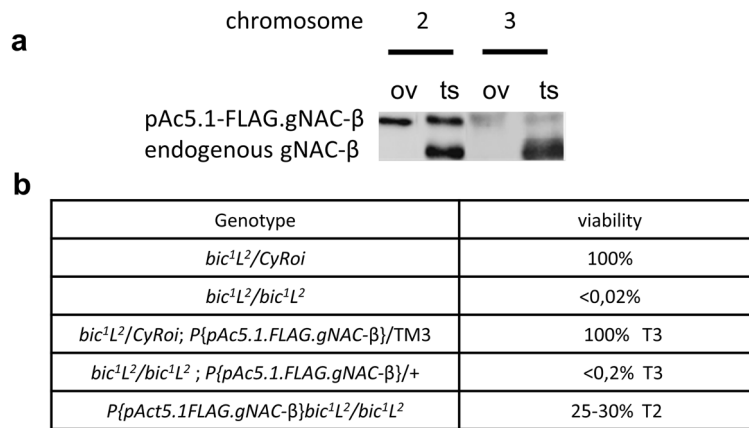 chromosome 2 3
a
ov ts ov ts
pAc5.1-FLAG.gNAC-β
endogenous gNAC-β
b
Genotype viability
bic¹L²/CyRoi 100%
bic¹L²/bic¹L² <0,02%
bic¹L²/CyRoi; P{pAc5.1.FLAG.gNAC-β}/TM3 100% T3
bic¹L²/bic¹L² ; P{pAc5.1.FLAG.gNAC-β}/+ <0,2% T3
P{pAct5.1FLAG.gNAC-β}bic¹L²/bic¹L² 25-30% T2